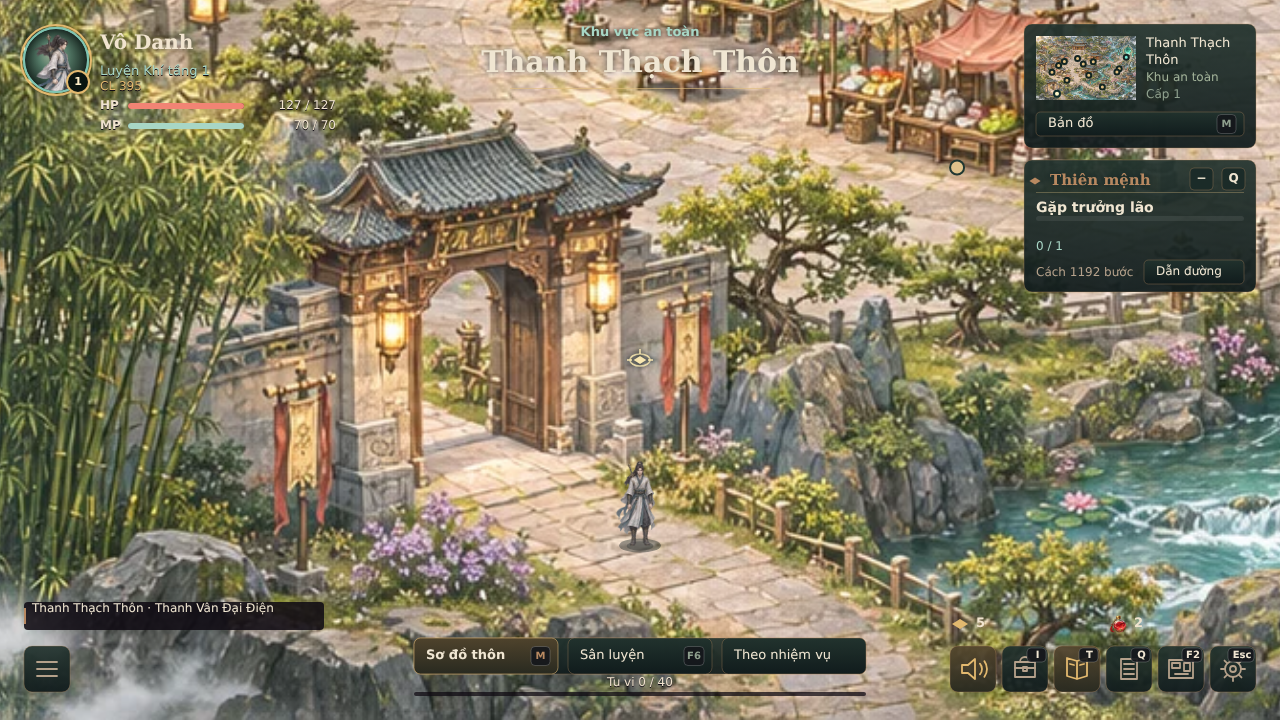 Vô Danh
Luyện Khí tầng 1
CL 395
1
HP 127 / 127
MP 70 / 70
Khu vực an toàn
Thanh Thạch Thôn
Thanh Thạch Thôn
Khu an toàn
Cấp 1
Bản đồ M
Thiên mệnh − Q
Gặp trưởng lão
0 / 1
Cách 1192 bước Dẫn đường
Thanh Thạch Thôn · Thanh Vân Đại Điện
Sơ đồ thôn M
Sân luyện F6
Theo nhiệm vụ
Tu vi 0 / 40
5
2
I
T
Q
F2
Esc